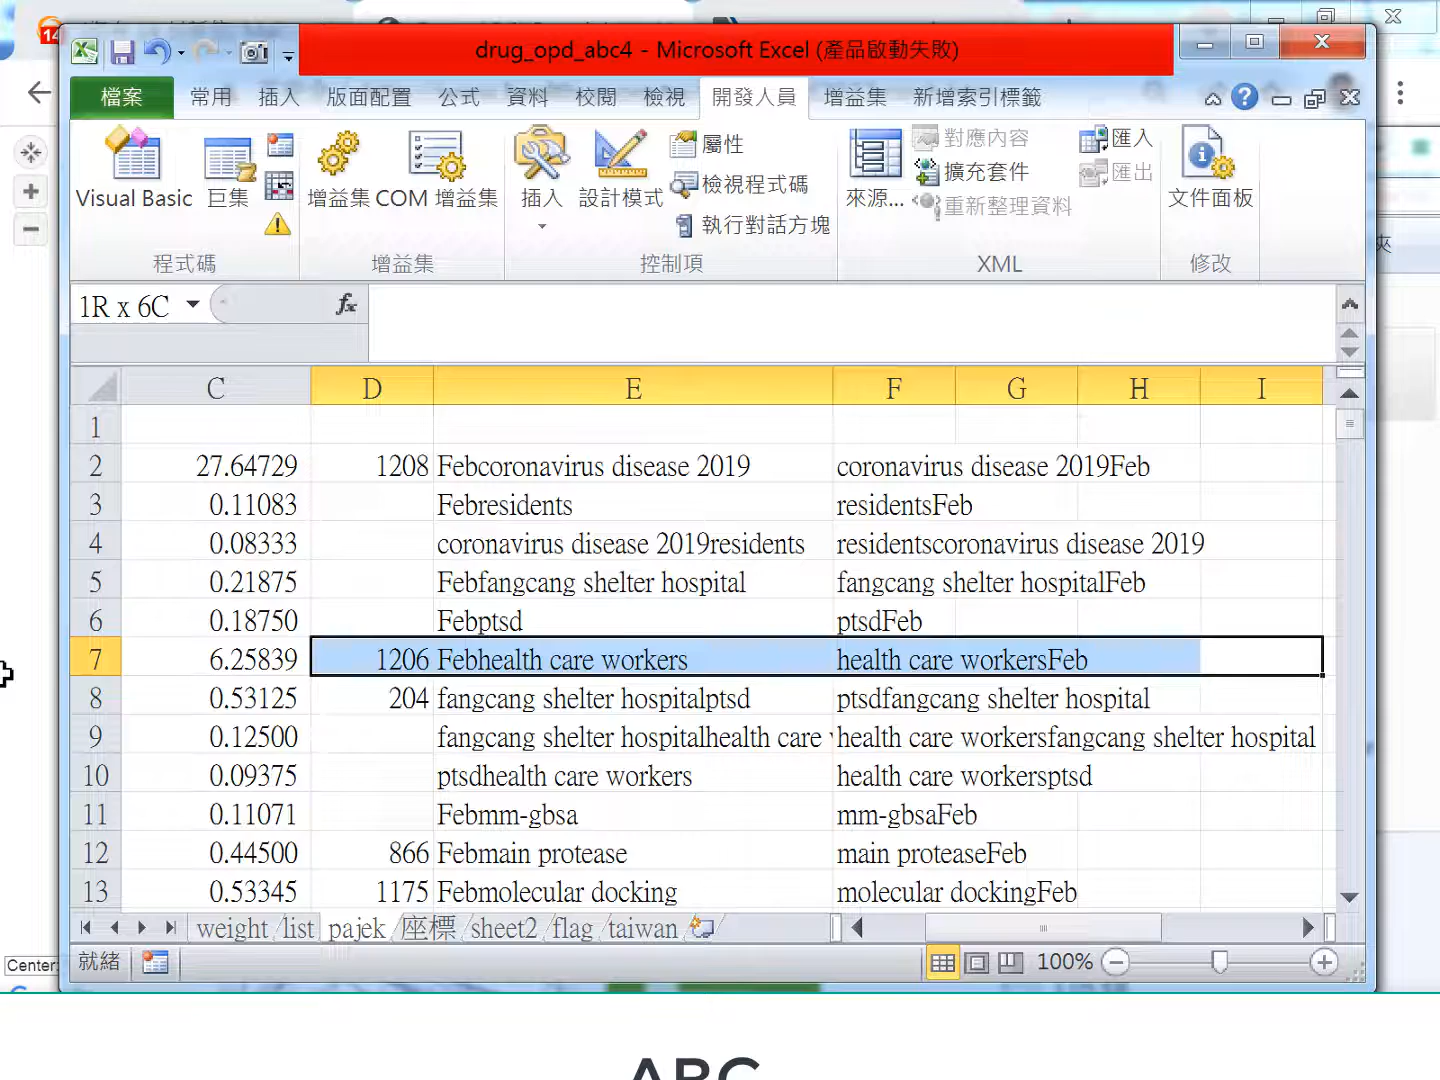 14
drug_opd_abc4 - Microsoft Excel (產品啟動失敗)
檔案 常用 插入 版面配置 公式 資料 校閱 檢視 開發人員 增益集 新增索引標籤
Visual Basic 巨集 增益集 COM 增益集 插入 設計模式 屬性 檢視程式碼 執行對話方塊 來源... 對應內容 擴充套件 重新整理資料 匯入 匯出 文件面板
程式碼 增益集 控制項 XML 修改
1R x 6C fx
C D E F G H I
1
2 27.64729 1208 Febcoronavirus disease 2019 coronavirus disease 2019Feb
3 0.11083 Febresidents residentsFeb
4 0.08333 coronavirus disease 2019residents residentscoronavirus disease 2019
5 0.21875 Febfangcang shelter hospital fangcang shelter hospitalFeb
6 0.18750 Febptsd ptsdFeb
7 6.25839 1206 Febhealth care workers health care workersFeb
8 0.53125 204 fangcang shelter hospitalptsd ptsdfangcang shelter hospital
9 0.12500 fangcang shelter hospitalhealth care health care workersfangcang shelter hospital
10 0.09375 ptsdhealth care workers health care workersptsd
11 0.11071 Febmm-gbsa mm-gbsaFeb
12 0.44500 866 Febmain protease main proteaseFeb
13 0.53345 1175 Febmolecular docking molecular dockingFeb
weight list pajek 座標 sheet2 flag taiwan
就緒 100%
Center:
ABC